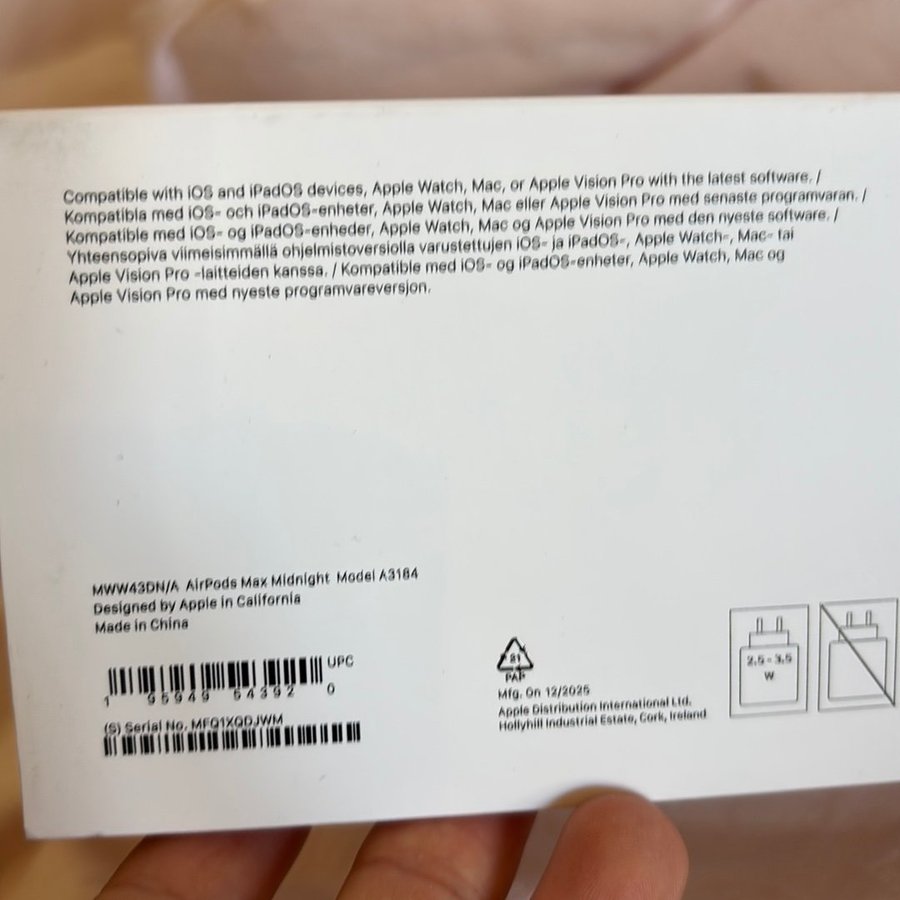 Compatible with iOS and iPadOS devices, Apple Watch, Mac, or Apple Vision Pro with the latest software. /
Kompatibla med iOS- och iPadOS-enheter, Apple Watch, Mac eller Apple Vision Pro med senaste programvaran. /
Kompatible med iOS- og iPadOS-enheder, Apple Watch, Mac og Apple Vision Pro med den nyeste software. /
Yhteensopiva viimeisimmällä ohjelmistoversiolla varustettujen iOS- ja iPadOS-, Apple Watch-, Mac- tai
Apple Vision Pro -laitteiden kanssa. / Kompatible med iOS- og iPadOS-enheter, Apple Watch, Mac og
Apple Vision Pro med nyeste programvareversjon.
MWW43DN/A AirPods Max Midnight Model A3184
Designed by Apple in California
Made in China
UPC
1 95949 54392 0
(S) Serial No. MFQ1XQDJWM
21
PAP
Mfg. On 12/2025
Apple Distribution International Ltd.
Hollyhill Industrial Estate, Cork, Ireland
2,5 - 3,5
W